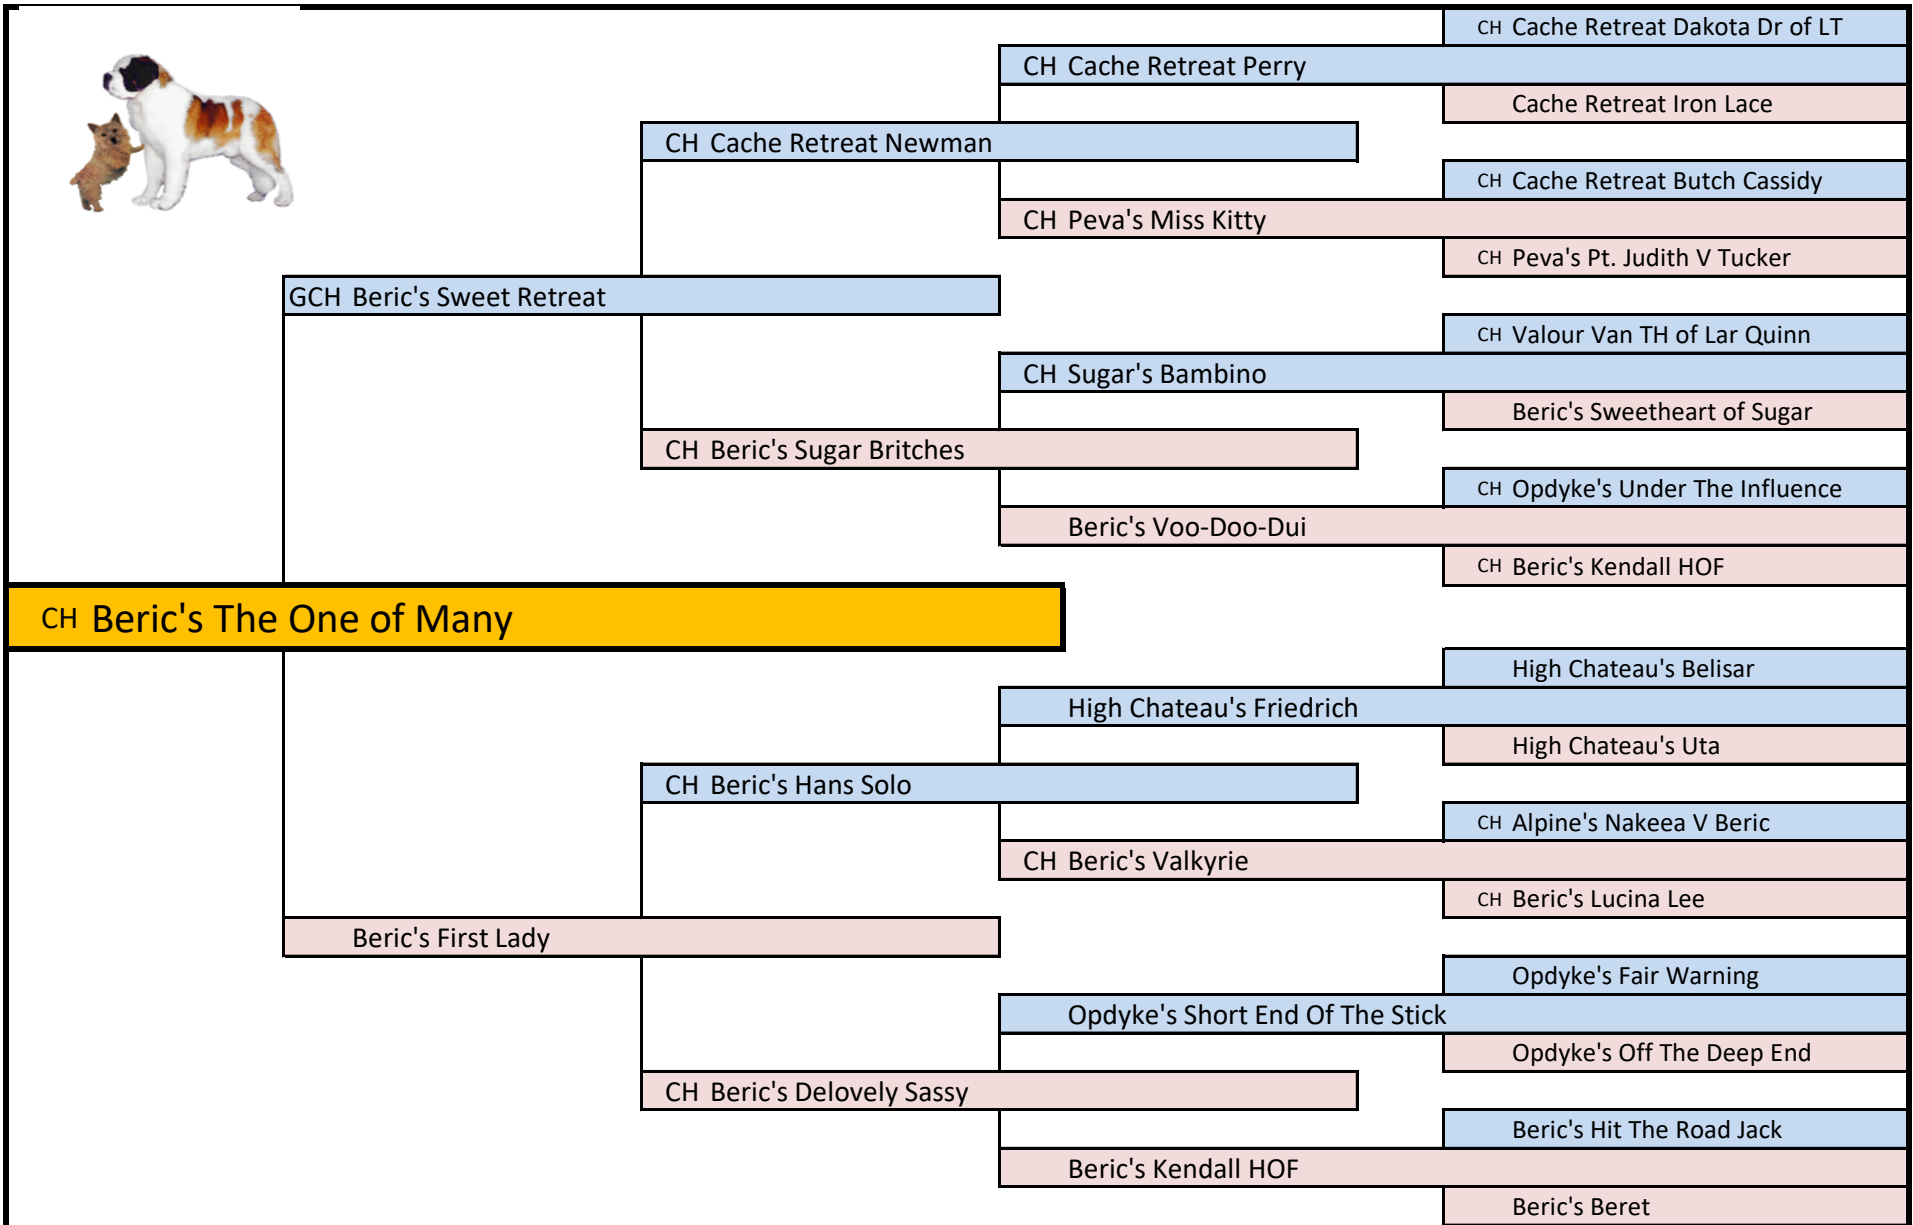 CH Cache Retreat Dakota Dr of LT
CH Cache Retreat Perry
Cache Retreat Iron Lace
CH Cache Retreat Newman
CH Cache Retreat Butch Cassidy
CH Peva's Miss Kitty
CH Peva's Pt. Judith V Tucker
GCH Beric's Sweet Retreat
CH Valour Van TH of Lar Quinn
CH Sugar's Bambino
Beric's Sweetheart of Sugar
CH Beric's Sugar Britches
CH Opdyke's Under The Influence
Beric's Voo-Doo-Dui
CH Beric's Kendall HOF
CH Beric's The One of Many
High Chateau's Belisar
High Chateau's Friedrich
High Chateau's Uta
CH Beric's Hans Solo
CH Alpine's Nakeea V Beric
CH Beric's Valkyrie
CH Beric's Lucina Lee
Beric's First Lady
Opdyke's Fair Warning
Opdyke's Short End Of The Stick
Opdyke's Off The Deep End
CH Beric's Delovely Sassy
Beric's Hit The Road Jack
Beric's Kendall HOF
Beric's Beret